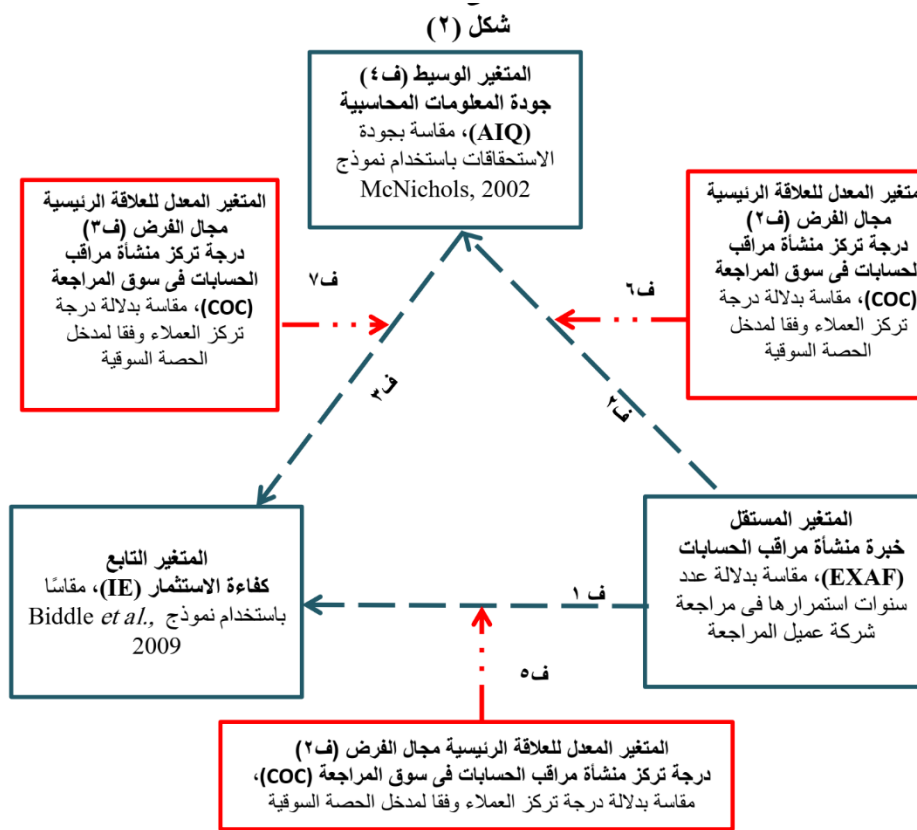 شكل (٢)
المتغير الوسيط (ف٤)
جودة المعلومات المحاسبية
(AIQ)، مقاسة بجودة
الاستحقاقات باستخدام نموذج
McNichols, 2002
متغير المعدل للعلاقة الرئيسية
مجال الفرض (ف٢)
درجة تركز منشأة مراقب
الحسابات فى سوق المراجعة
(COC)، مقاسة بدلالة درجة
تركز العملاء وفقا لمدخل
الحصة السوقية
المتغير المعدل للعلاقة الرئيسية
مجال الفرض (ف٣)
درجة تركز منشأة مراقب
الحسابات فى سوق المراجعة
(COC)، مقاسة بدلالة درجة
تركز العملاء وفقا لمدخل
الحصة السوقية
ف٦
ف٧
ف٢
ف٣
المتغير المستقل
خبرة منشأة مراقب الحسابات
(EXAF)، مقاسة بدلالة عدد
سنوات استمرارها فى مراجعة
شركة عميل المراجعة
ف ١
المتغير التابع
كفاءة الاستثمار (IE)، مقاسًا
باستخدام نموذج Biddle et al.,
2009
ف٥
المتغير المعدل للعلاقة الرئيسية مجال الفرض (ف٢)
درجة تركز منشأة مراقب الحسابات فى سوق المراجعة (COC)،
مقاسة بدلالة درجة تركز العملاء وفقا لمدخل الحصة السوقية